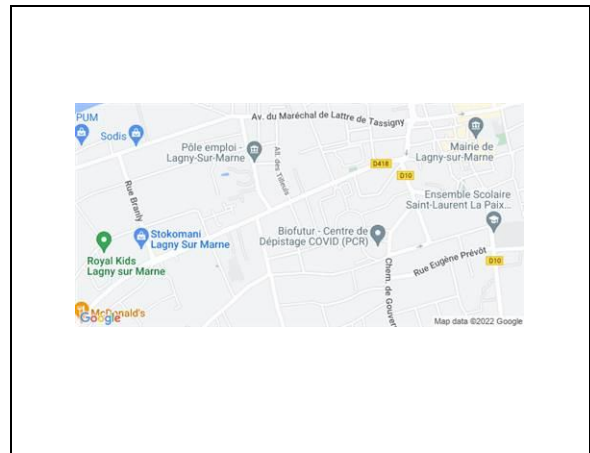 PUM
Sodis
Av. du Maréchal de Lattre de Tassigny
Pôle emploi -
Lagny-Sur-Marne
All. des Tilleuls
Mairie de
Lagny-sur-Marne
D418
D10
Rue Branly
Ensemble Scolaire
Saint-Laurent La Paix...
Stokomani
Lagny Sur Marne
Biofutur - Centre de
Dépistage COVID (PCR)
Royal Kids
Lagny sur Marne
Rue Eugène Prévôt
D10
Chem. de Gouver
McDonald's
Google
Map data ©2022 Google